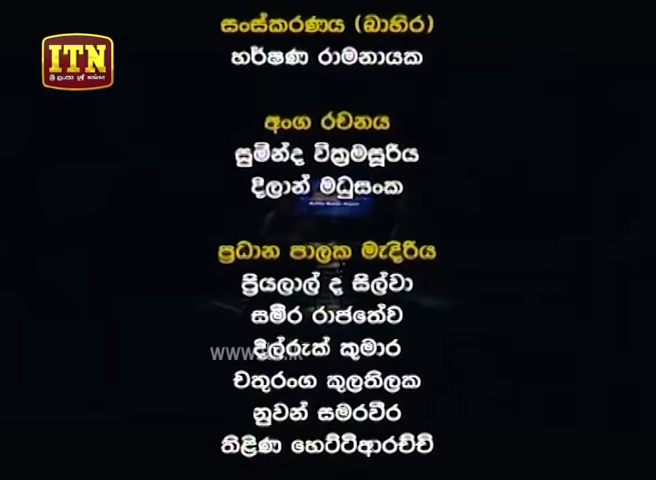 සංස්කරණය (බාහිර)
හර්ෂණ රාමනායක
ITN
ශ්‍රී ලංකා
අංග රචනය
සුමින්ද වික්‍රමසූරිය
දිලාන් මධුසංක
ප්‍රධාන පාලක මැදිරිය
ප්‍රියලාල් ද සිල්වා
සමීර රාජතේව
දිල්රුක් කුමාර
චතුරංග කුලතිලක
නුවන් සමරවීර
තිළිණ හෙට්ටිආරච්චි